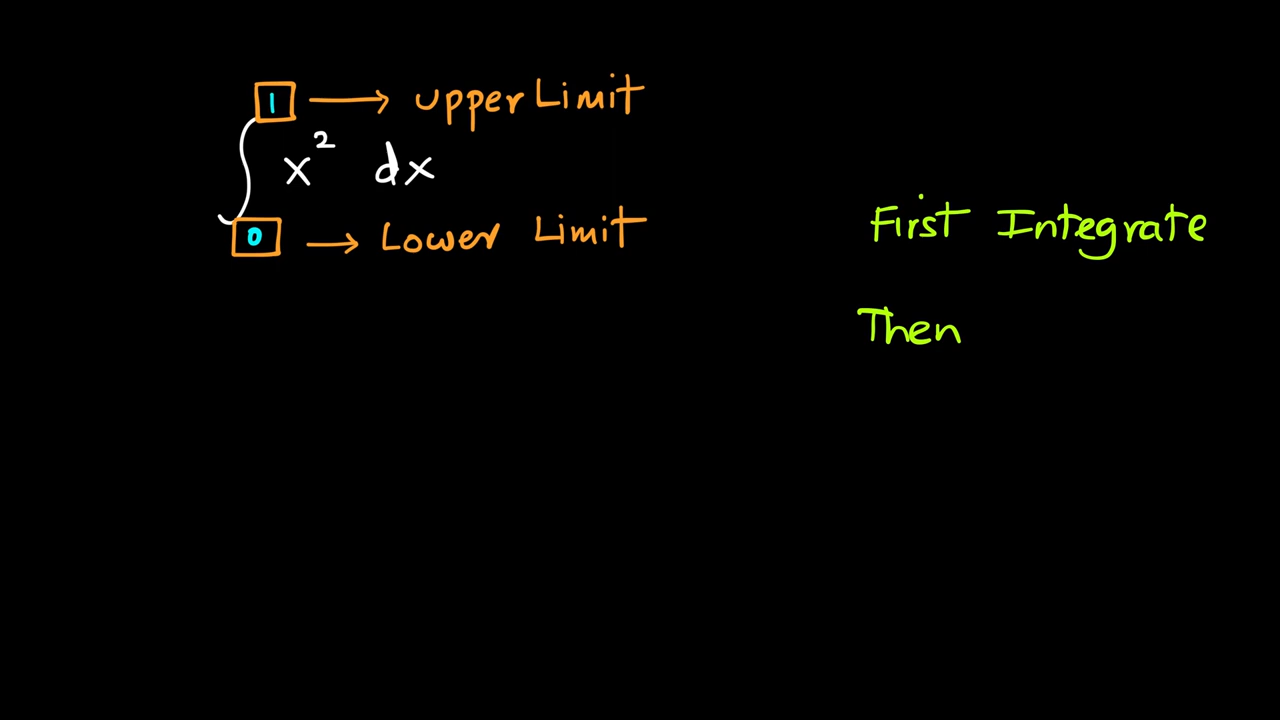 1 → upper Limit
∫ x² dx
0 → Lower Limit
First Integrate
Then